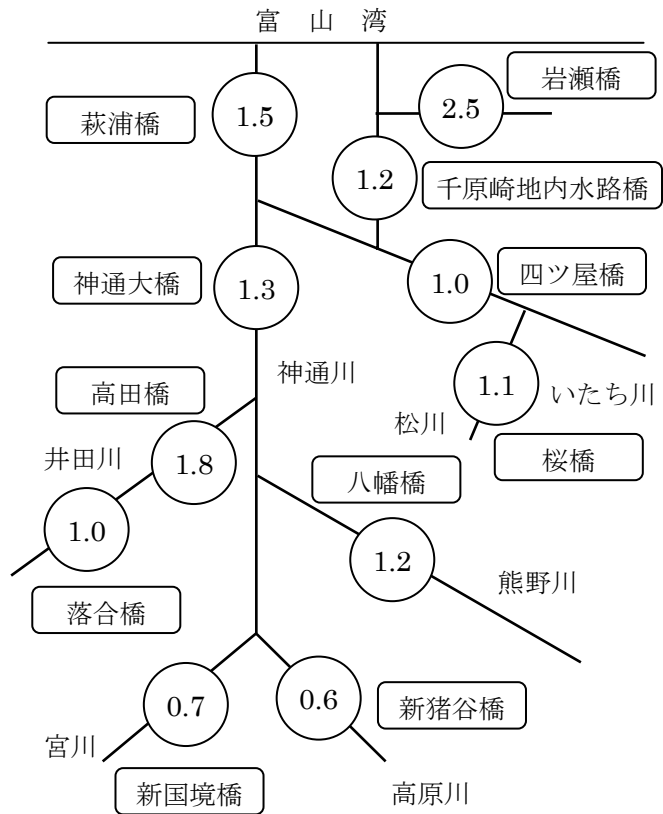 富 山 湾
岩瀬橋
2.5
萩浦橋
1.5
1.2
千原崎地内水路橋
神通大橋
1.3
1.0
四ツ屋橋
神通川
高田橋
1.1
いたち川
松川
井田川
1.8
八幡橋
桜橋
1.0
1.2
熊野川
落合橋
0.7
0.6
新猪谷橋
宮川
新国境橋
高原川